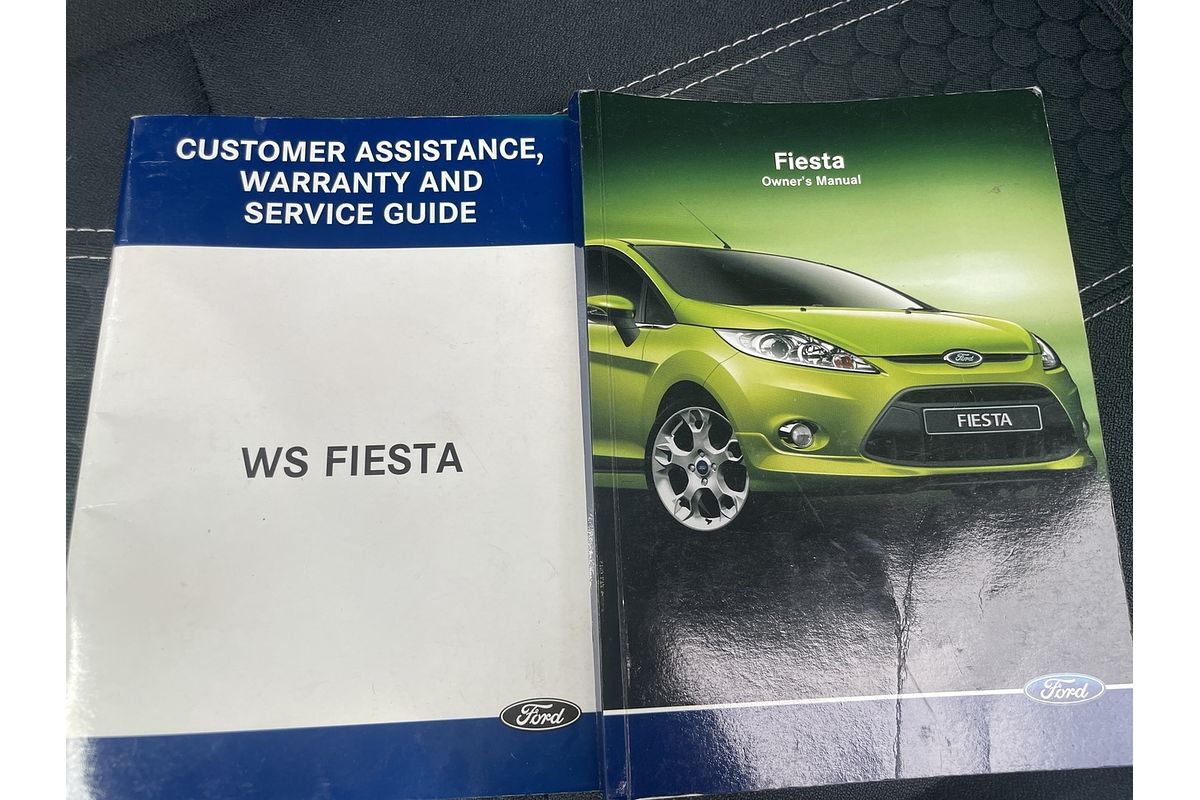 CUSTOMER ASSISTANCE,
WARRANTY AND
SERVICE GUIDE
WS FIESTA
Ford
Fiesta
Owner's Manual
Ford
FIESTA
Ford